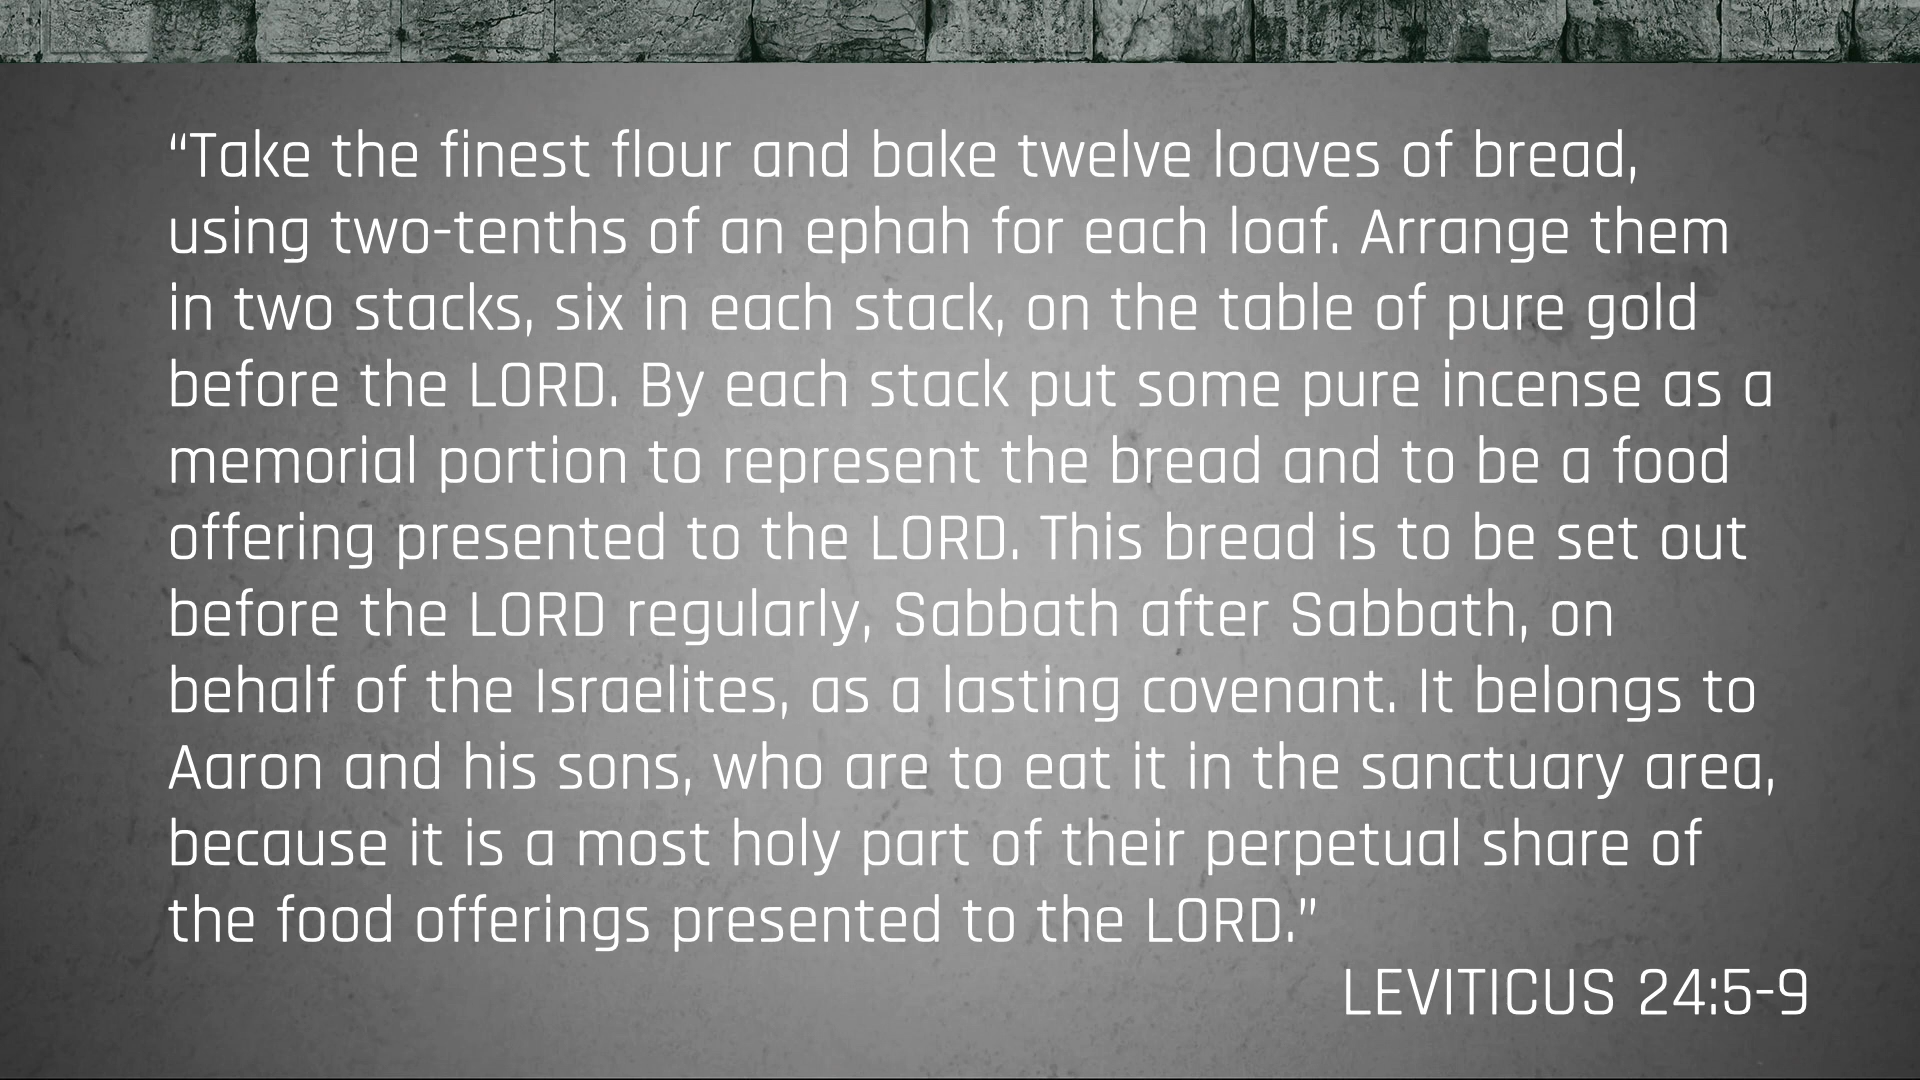 “Take the finest flour and bake twelve loaves of bread,
using two-tenths of an ephah for each loaf. Arrange them
in two stacks, six in each stack, on the table of pure gold
before the LORD. By each stack put some pure incense as a
memorial portion to represent the bread and to be a food
offering presented to the LORD. This bread is to be set out
before the LORD regularly, Sabbath after Sabbath, on
behalf of the Israelites, as a lasting covenant. It belongs to
Aaron and his sons, who are to eat it in the sanctuary area,
because it is a most holy part of their perpetual share of
the food offerings presented to the LORD.”
LEVITICUS 24:5-9